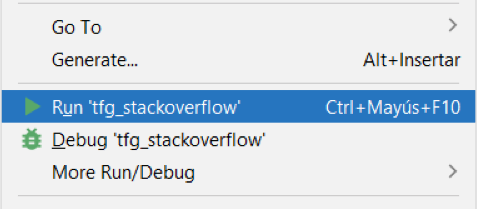 Go To
Generate... Alt+Insertar
Run 'tfg_stackoverflow' Ctrl+Mayús+F10
Debug 'tfg_stackoverflow'
More Run/Debug